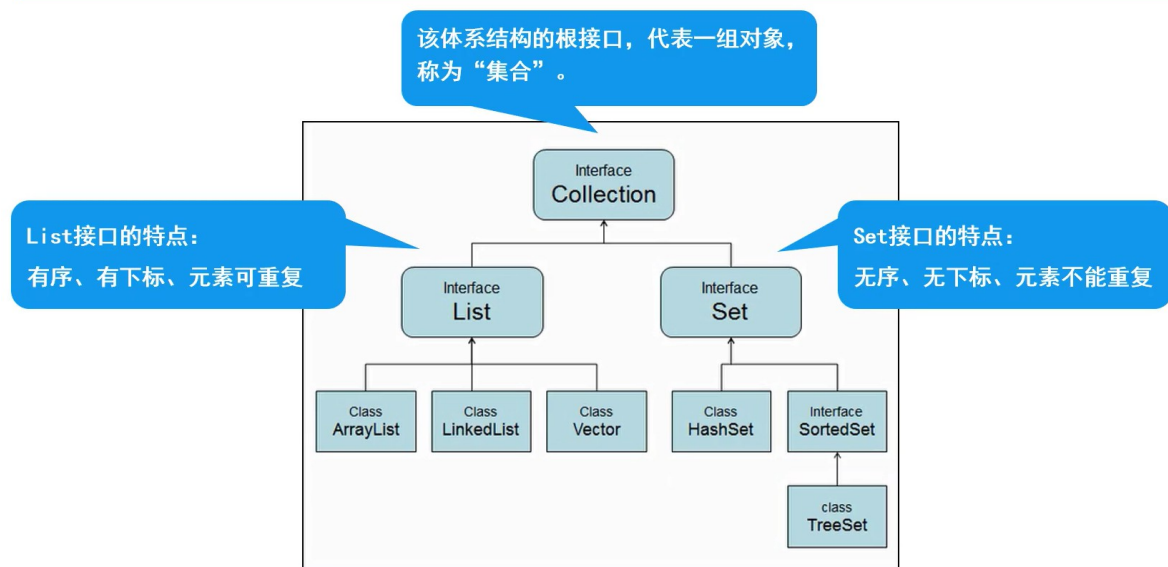 该体系结构的根接口，代表一组对象，
称为“集合”。
Interface
Collection
List接口的特点：
有序、有下标、元素可重复
Set接口的特点：
无序、无下标、元素不能重复
Interface
List
Interface
Set
Class
ArrayList
Class
LinkedList
Class
Vector
Class
HashSet
Interface
SortedSet
class
TreeSet